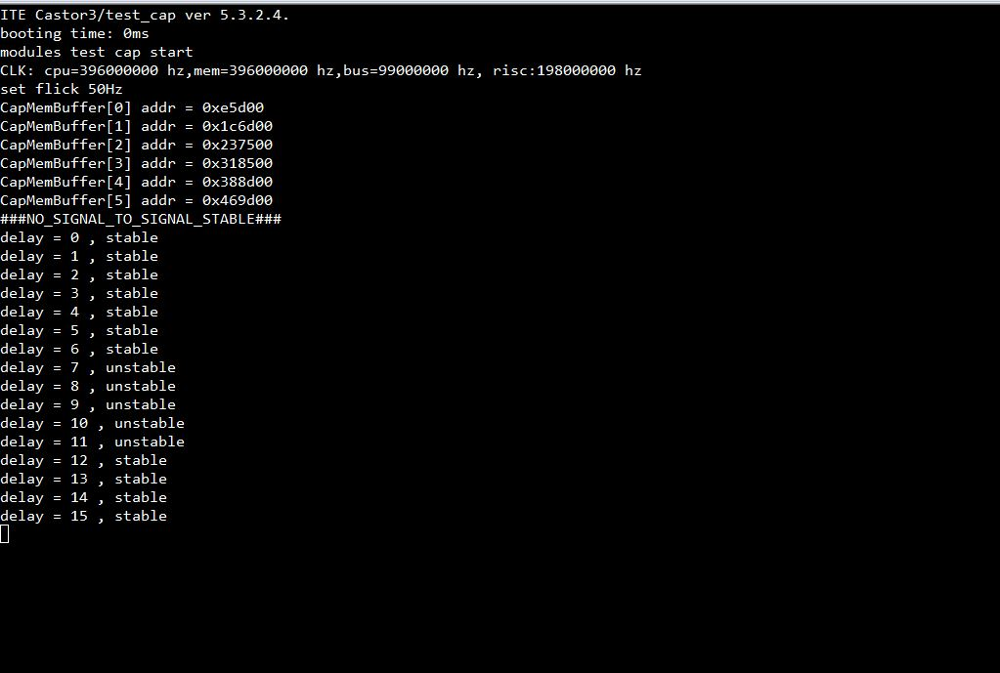 ITE Castor3/test_cap ver 5.3.2.4.
booting time: 0ms
modules test cap start
CLK: cpu=396000000 hz,mem=396000000 hz,bus=99000000 hz, risc:198000000 hz
set flick 50Hz
CapMemBuffer[0] addr = 0xe5d00
CapMemBuffer[1] addr = 0x1c6d00
CapMemBuffer[2] addr = 0x237500
CapMemBuffer[3] addr = 0x318500
CapMemBuffer[4] addr = 0x388d00
CapMemBuffer[5] addr = 0x469d00
###NO_SIGNAL_TO_SIGNAL_STABLE###
delay = 0 , stable
delay = 1 , stable
delay = 2 , stable
delay = 3 , stable
delay = 4 , stable
delay = 5 , stable
delay = 6 , stable
delay = 7 , unstable
delay = 8 , unstable
delay = 9 , unstable
delay = 10 , unstable
delay = 11 , unstable
delay = 12 , stable
delay = 13 , stable
delay = 14 , stable
delay = 15 , stable